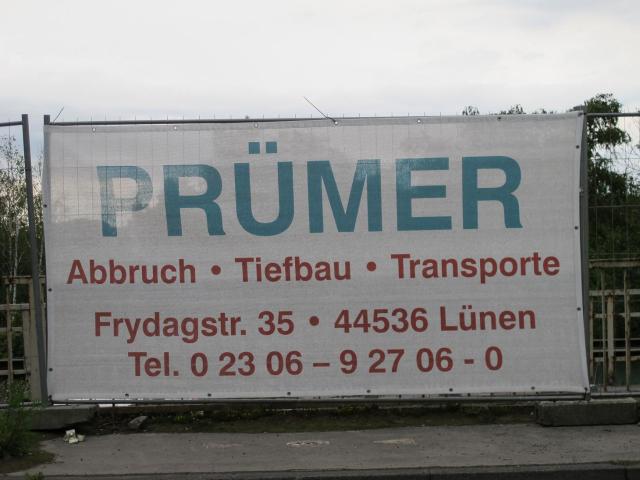 PRÜMER
Abbruch • Tiefbau • Transporte
Frydagstr. 35 • 44536 Lünen
Tel. 0 23 06 – 9 27 06 - 0